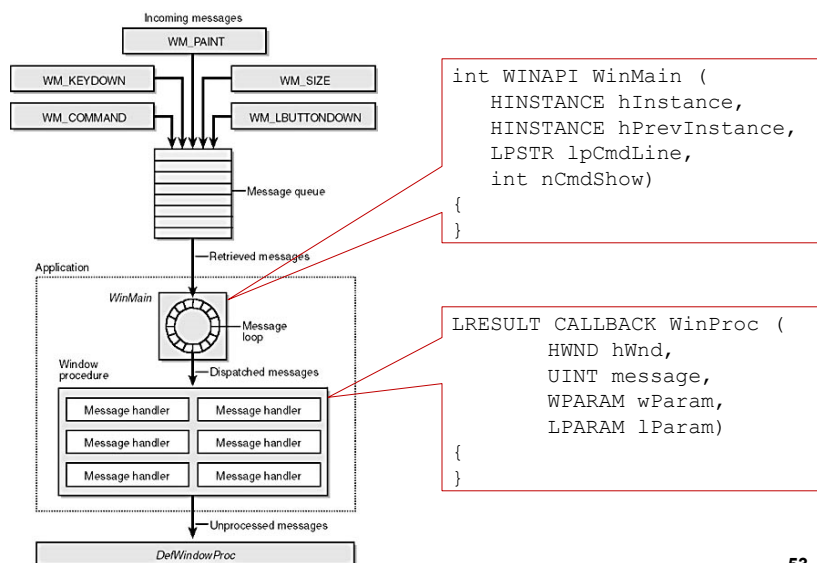 Incoming messages
WM_PAINT
WM_KEYDOWN
WM_SIZE
WM_COMMAND
WM_LBUTTONDOWN
Message queue
Retrieved messages
Application
WinMain
Message
loop
Window
procedure
Dispatched messages
Message handler
Message handler
Message handler
Message handler
Message handler
Message handler
Unprocessed messages
DefWindowProc
int WINAPI WinMain (
HINSTANCE hInstance,
HINSTANCE hPrevInstance,
LPSTR lpCmdLine,
int nCmdShow)
{
}
LRESULT CALLBACK WinProc (
HWND hWnd,
UINT message,
WPARAM wParam,
LPARAM lParam)
{
}